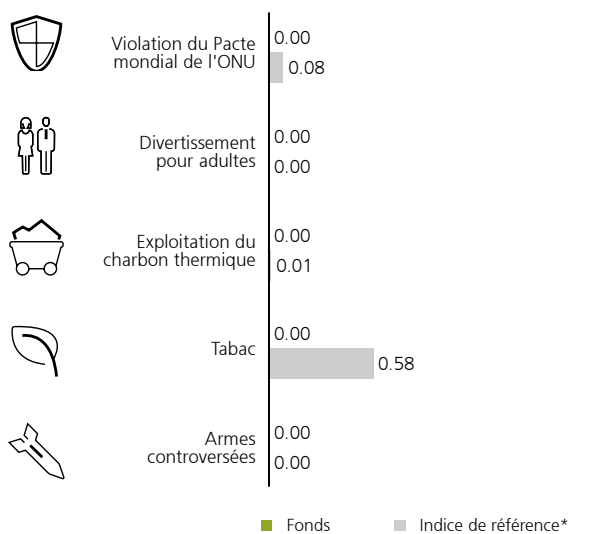 Violation du Pacte
mondial de l'ONU
0.00
0.08
Divertissement
pour adultes
0.00
0.00
Exploitation du
charbon thermique
0.00
0.01
Tabac
0.00
0.58
Armes
controversées
0.00
0.00
Fonds
Indice de référence*